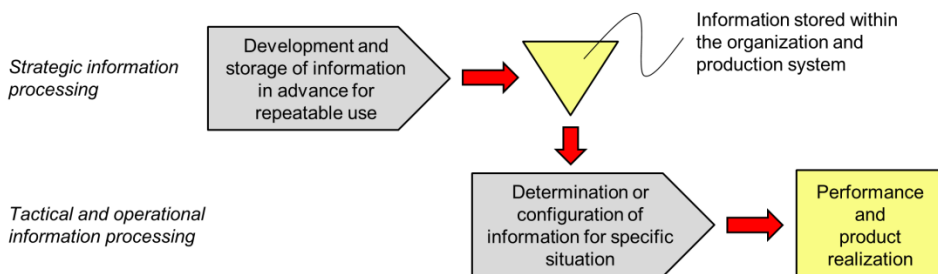 Strategic information
processing
Development and
storage of information
in advance for
repeatable use
Information stored within
the organization and
production system
Tactical and operational
information processing
Determination or
configuration of
information for specific
situation
Performance
and
product
realization